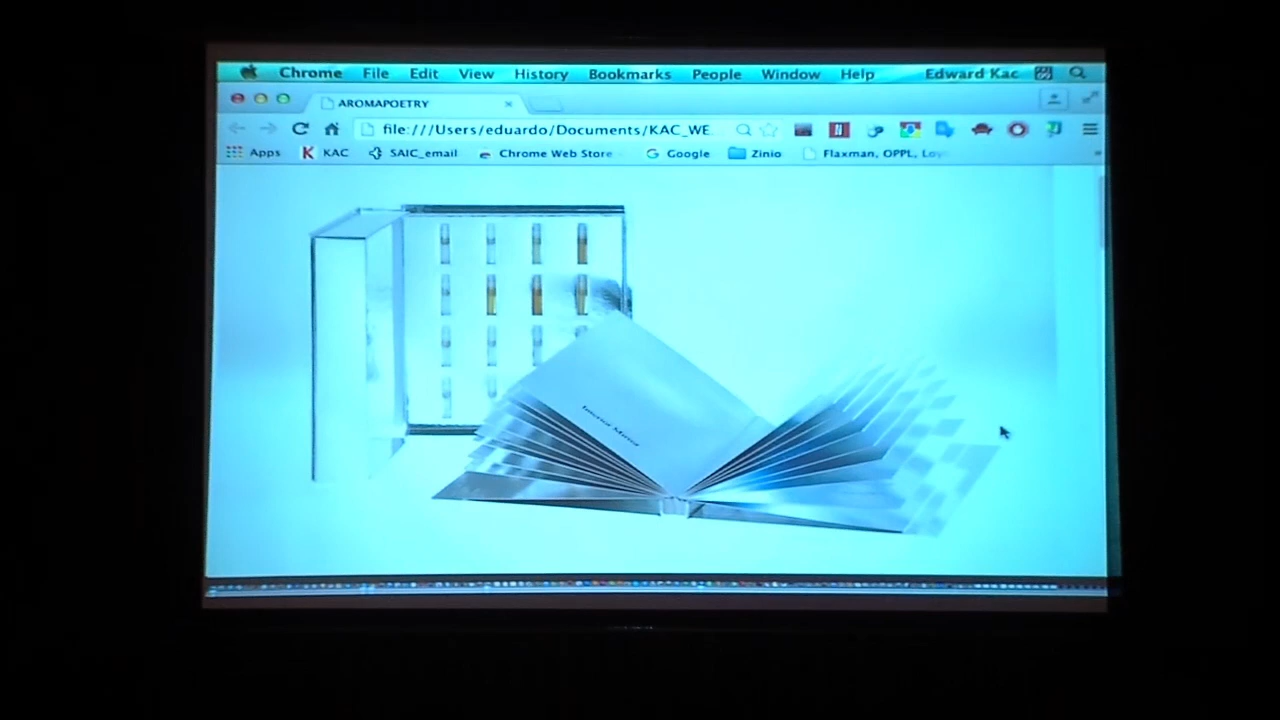 Chrome File Edit View History Bookmarks People Window Help Edward Kac
AROMAPOETRY
file:///Users/eduardo/Documents/KAC_WE
Apps KAC SAIC_email Chrome Web Store Google Zinio Flaxman, OPPL, Lo